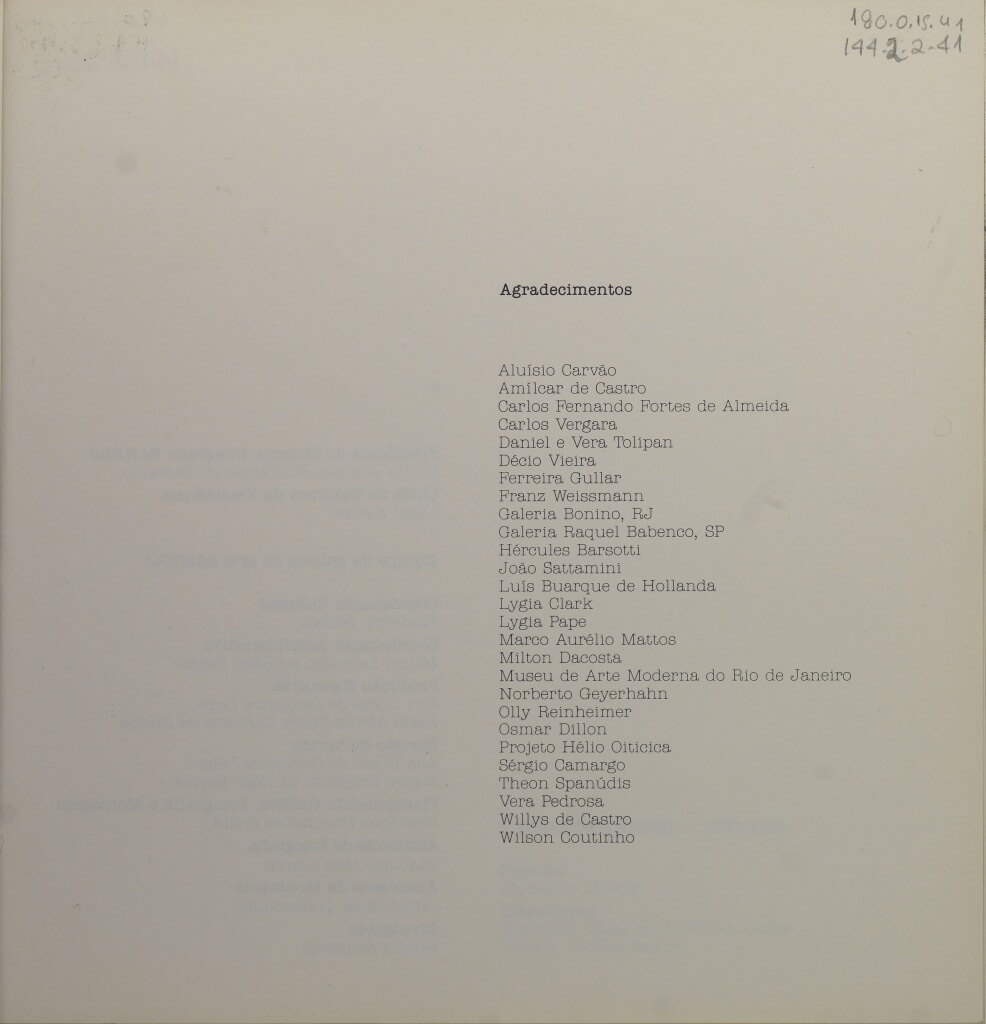 180.0.15.41
144.2.2-41
Agradecimentos
Aluísio Carvão
Amílcar de Castro
Carlos Fernando Fortes de Almeida
Carlos Vergara
Daniel e Vera Tolipan
Décio Vieira
Ferreira Gullar
Franz Weissmann
Galeria Bonino, RJ
Galeria Raquel Babenco, SP
Hércules Barsotti
João Sattamini
Luís Buarque de Hollanda
Lygia Clark
Lygia Pape
Marco Aurélio Mattos
Milton Dacosta
Museu de Arte Moderna do Rio de Janeiro
Norberto Geyerhahn
Olly Reinheimer
Osmar Dillon
Projeto Hélio Oiticica
Sérgio Camargo
Theon Spanúdis
Vera Pedrosa
Willys de Castro
Wilson Coutinho